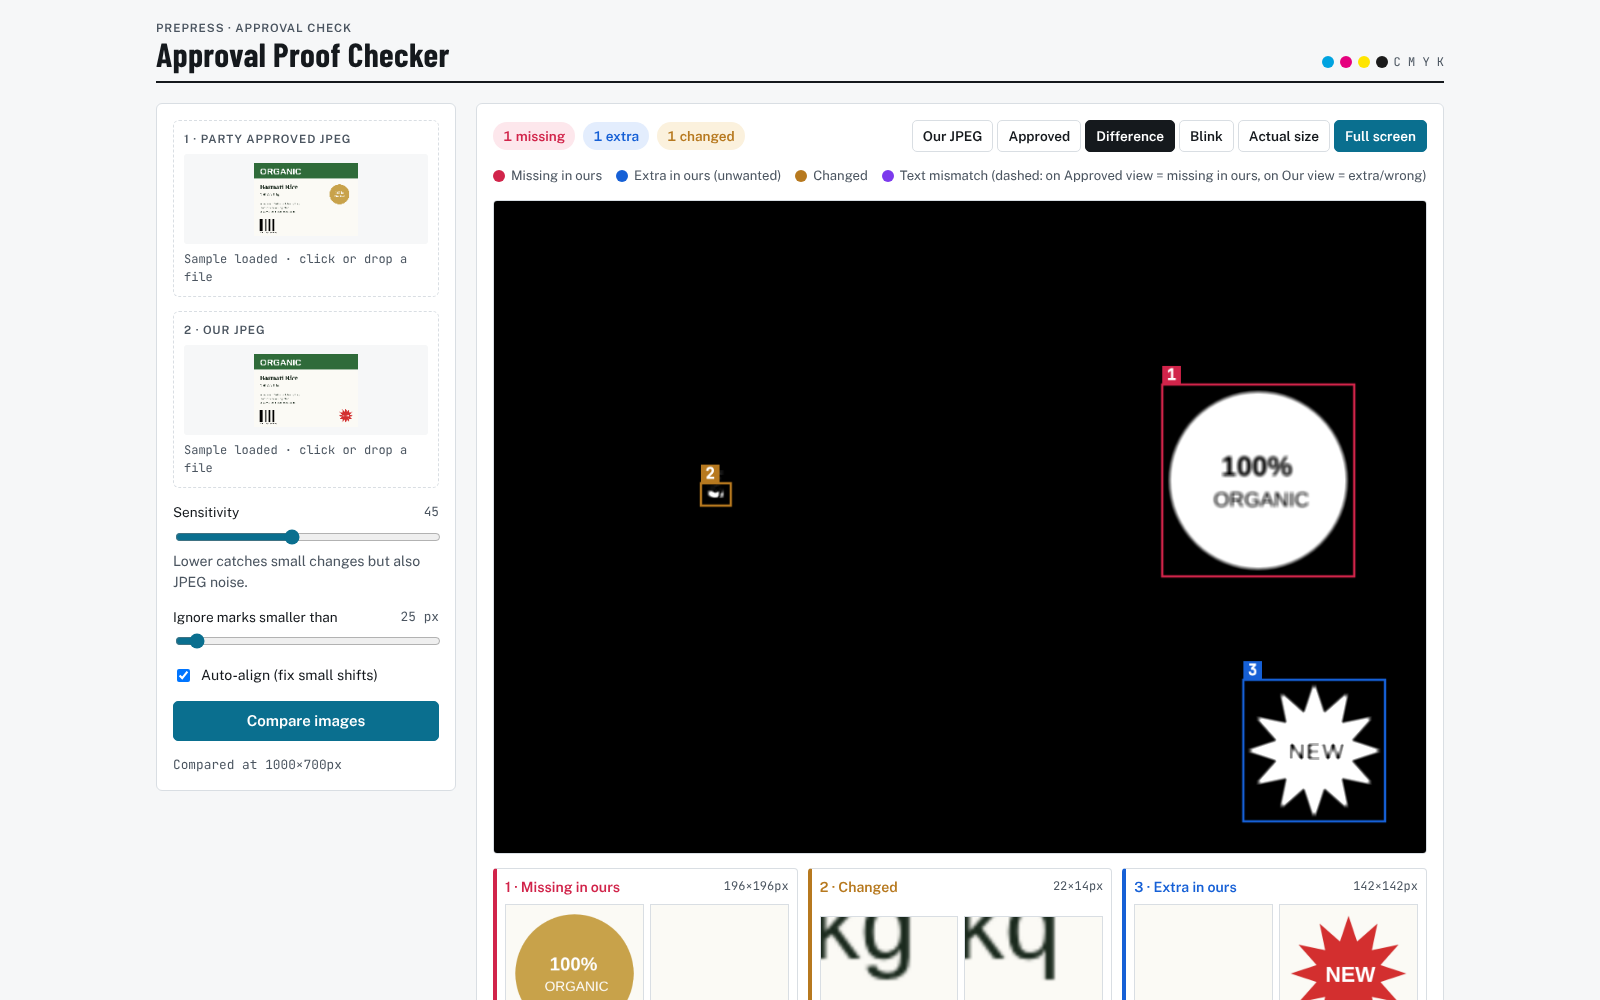 PREPRESS · APPROVAL CHECK
Approval Proof Checker
C M Y K
1 · PARTY APPROVED JPEG
ORGANIC
Basmati Rice
Sample loaded · click or drop a
file
2 · OUR JPEG
ORGANIC
Basmati Rice
Sample loaded · click or drop a
file
Sensitivity 45
Lower catches small changes but also
JPEG noise.
Ignore marks smaller than 25 px
Auto-align (fix small shifts)
Compare images
Compared at 1000×700px
1 missing 1 extra 1 changed
Our JPEG Approved Difference Blink Actual size Full screen
Missing in ours Extra in ours (unwanted) Changed Text mismatch (dashed: on Approved view = missing in ours, on Our view = extra/wrong)
1
100%
ORGANIC
2
3
NEW
1 · Missing in ours 196×196px
100%
ORGANIC
2 · Changed 22×14px
kg kq
3 · Extra in ours 142×142px
NEW